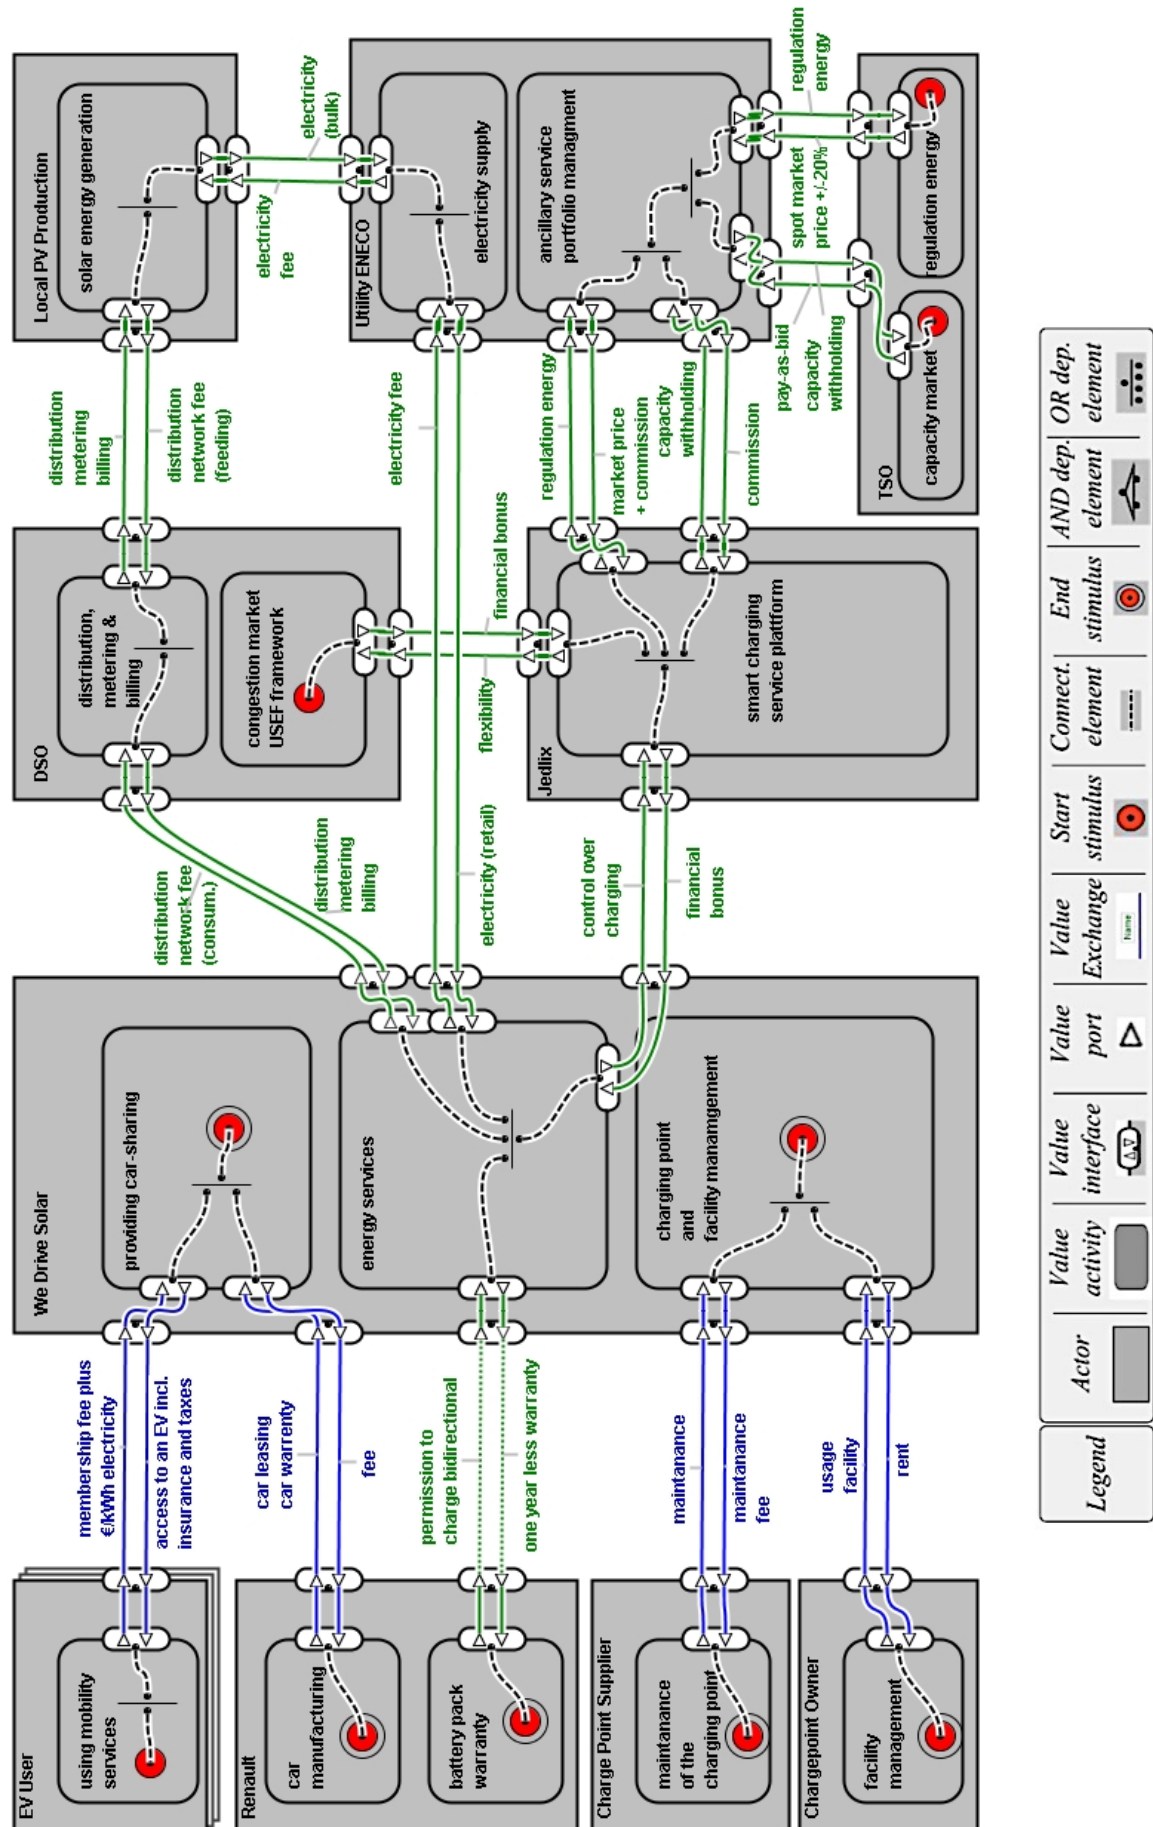 EV User
using mobility
services
Renault
car
manufacturing
battery pack
warranty
Charge Point Supplier
maintanance
of the
charging point
Chargepoint Owner
facility
management
membership fee plus
€/kWh electricity
access to an EV incl.
insurance and taxes
car leasing
car warrenty
fee
permission to
charge bidirectional
one year less warranty
maintanance
maintanance
fee
usage
facility
rent
We Drive Solar
providing car-sharing
energy services
charging point
and
facility manamgement
distribution
network fee
(consum.)
distribution
metering
billing
electricity (retail)
control over
charging
financial
bonus
DSO
distribution,
metering &
billing
congestion market
USEF framework
flexibility
financial bonus
Jedlix
smart charging
service plattform
distribution
metering
billing
distribution
network fee
(feeding)
electricity fee
regulation energy
market price
+ commission
capacity
withholding
commission
Local PV Production
solar energy generation
electricity
fee
electricity
(bulk)
Utility ENECO
electricity supply
ancillary service
portfolio managment
pay-as-bid
capacity
withholding
spot market
price +/-20%
regulation
energy
TSO
capacity market
regulation energy
Legend
Actor
Value
activity
Value
interface
Value
port
Value
Exchange
Name
Start
stimulus
Connect.
element
End
stimulus
AND dep.
element
OR dep.
element